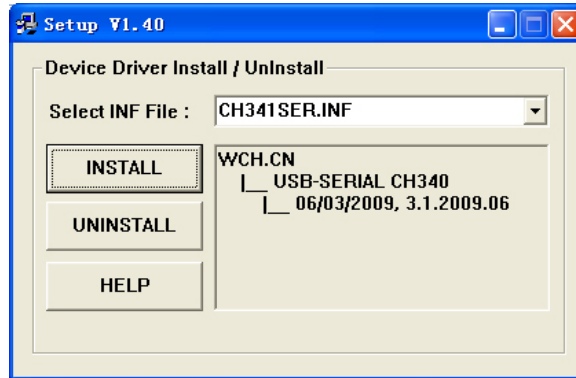 Setup V1.40
Device Driver Install / UnInstall
Select INF File :
CH341SER.INF
INSTALL
UNINSTALL
HELP
WCH.CN
|__ USB-SERIAL CH340
|__ 06/03/2009, 3.1.2009.06